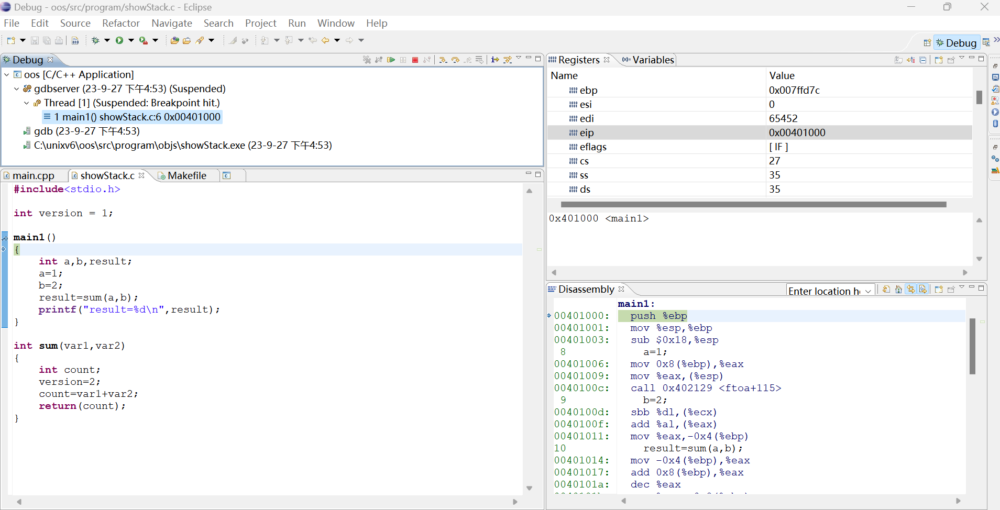 Debug - oos/src/program/showStack.c - Eclipse
File Edit Source Refactor Navigate Search Project Run Window Help
Debug
Debug
oos [C/C++ Application]
gdbserver (23-9-27 下午4:53) (Suspended)
Thread [1] (Suspended: Breakpoint hit.)
1 main1() showStack.c:6 0x00401000
gdb (23-9-27 下午4:53)
C:\unixv6\oos\src\program\objs\showStack.exe (23-9-27 下午4:53)
Registers Variables
Name Value
ebp 0x007ffd7c
esi 0
edi 65452
eip 0x00401000
eflags [ IF ]
cs 27
ss 35
ds 35
0x401000 <main1>
main.cpp showStack.c Makefile
#include<stdio.h>
int version = 1;
main1()
{
int a,b,result;
a=1;
b=2;
result=sum(a,b);
printf("result=%d\n",result);
}
int sum(var1,var2)
{
int count;
version=2;
count=var1+var2;
return(count);
}
Disassembly Enter location h
main1:
00401000: push %ebp
00401001: mov %esp,%ebp
00401003: sub $0x18,%esp
8 a=1;
00401006: mov 0x8(%ebp),%eax
00401009: mov %eax,(%esp)
0040100c: call 0x402129 <ftoa+115>
9 b=2;
0040100d: sbb %dl,(%ecx)
0040100f: add %al,(%eax)
00401011: mov %eax,-0x4(%ebp)
10 result=sum(a,b);
00401014: mov -0x4(%ebp),%eax
00401017: add 0x8(%ebp),%eax
0040101a: dec %eax